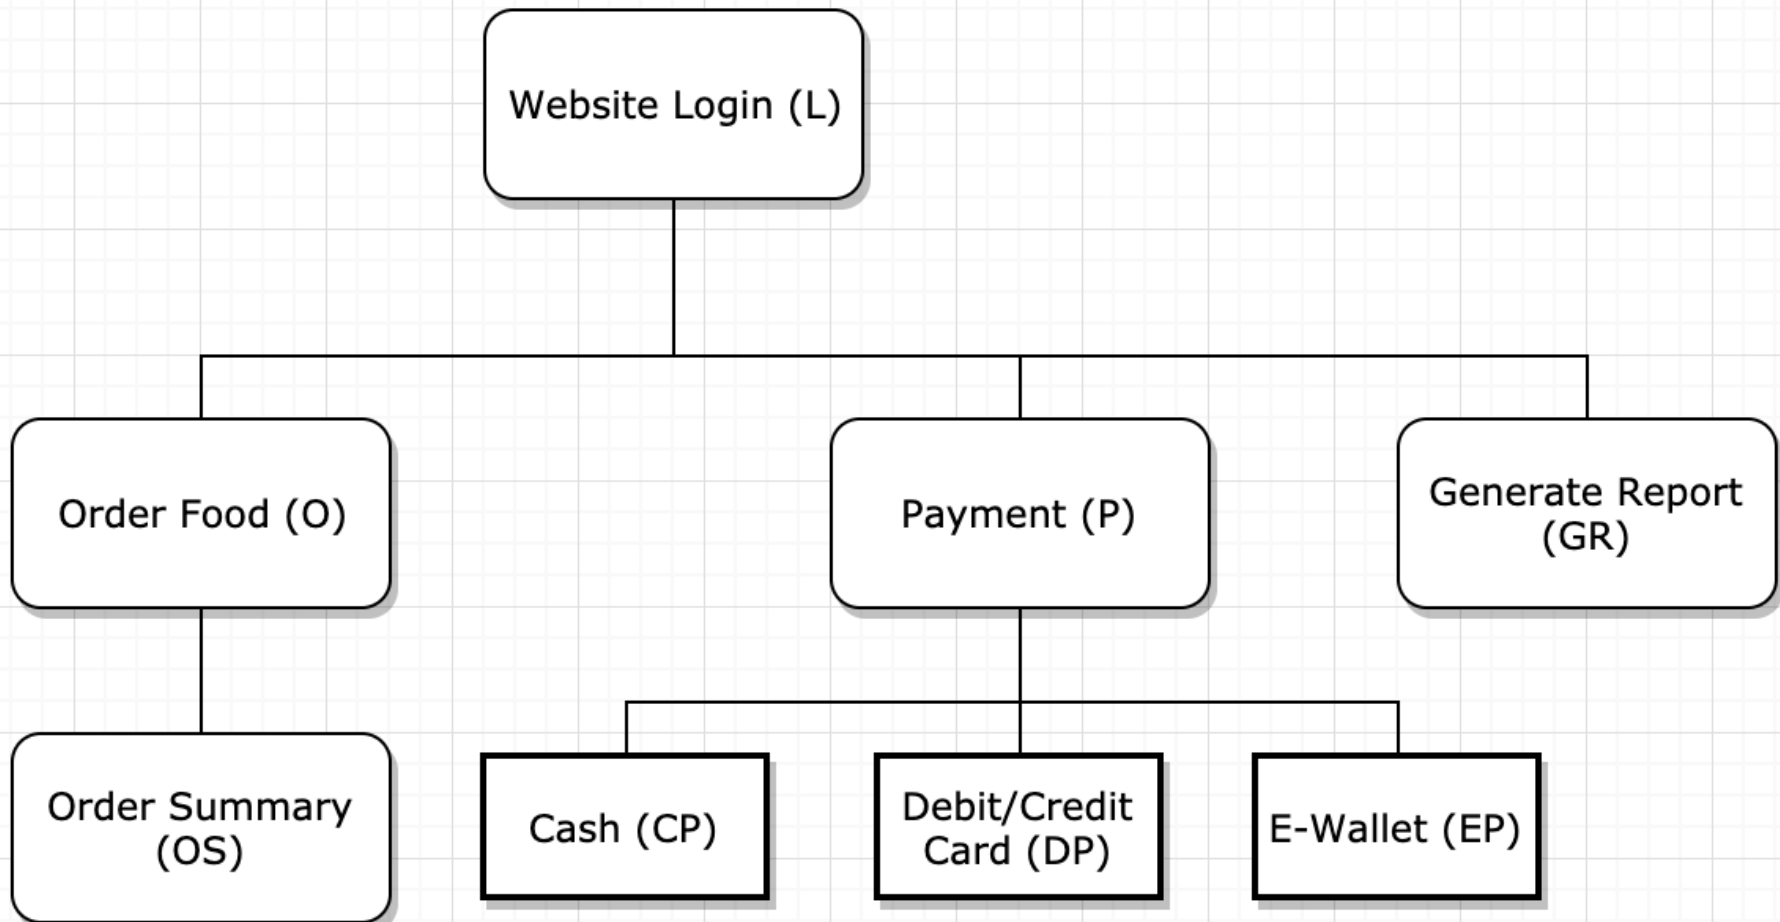 Website Login (L)
Order Food (O)
Payment (P)
Generate Report
(GR)
Order Summary
(OS)
Cash (CP)
Debit/Credit
Card (DP)
E-Wallet (EP)